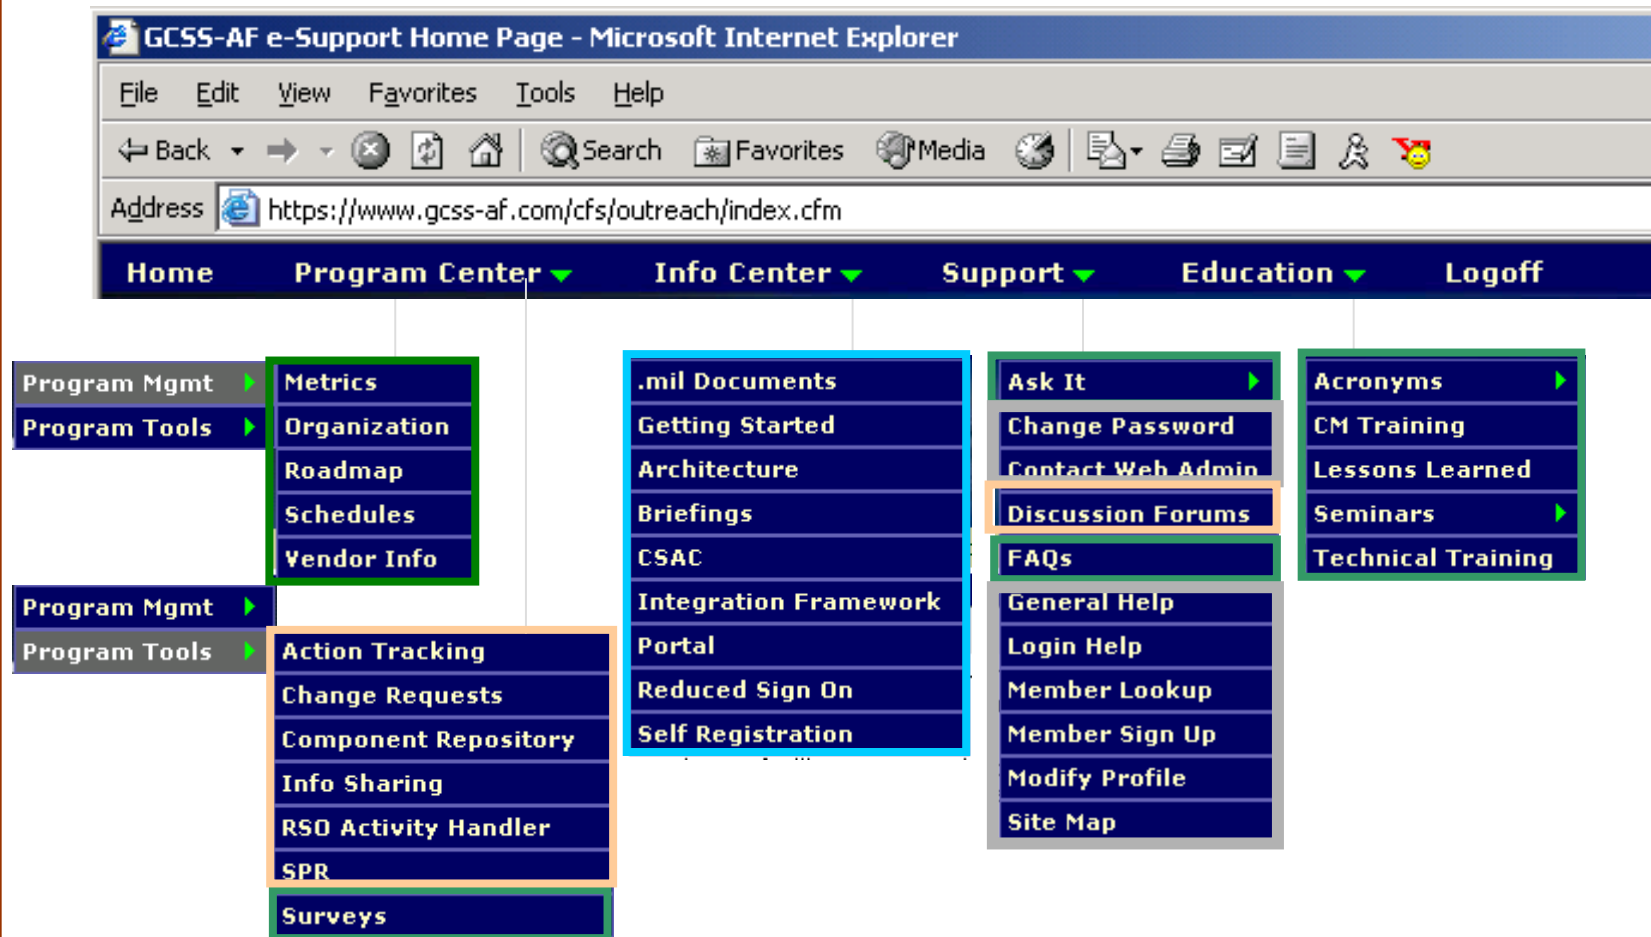 GCSS-AF e-Support Home Page - Microsoft Internet Explorer
File Edit View Favorites Tools Help
Back Search Favorites Media
Address https://www.gcss-af.com/cfs/outreach/index.cfm
Home Program Center Info Center Support Education Logoff
Program Mgmt
Program Tools
Metrics
Organization
Roadmap
Schedules
Vendor Info
Program Mgmt
Program Tools
Action Tracking
Change Requests
Component Repository
Info Sharing
RSO Activity Handler
SPR
Surveys
.mil Documents
Getting Started
Architecture
Briefings
CSAC
Integration Framework
Portal
Reduced Sign On
Self Registration
Ask It
Change Password
Contact Web Admin
Discussion Forums
FAQs
General Help
Login Help
Member Lookup
Member Sign Up
Modify Profile
Site Map
Acronyms
CM Training
Lessons Learned
Seminars
Technical Training